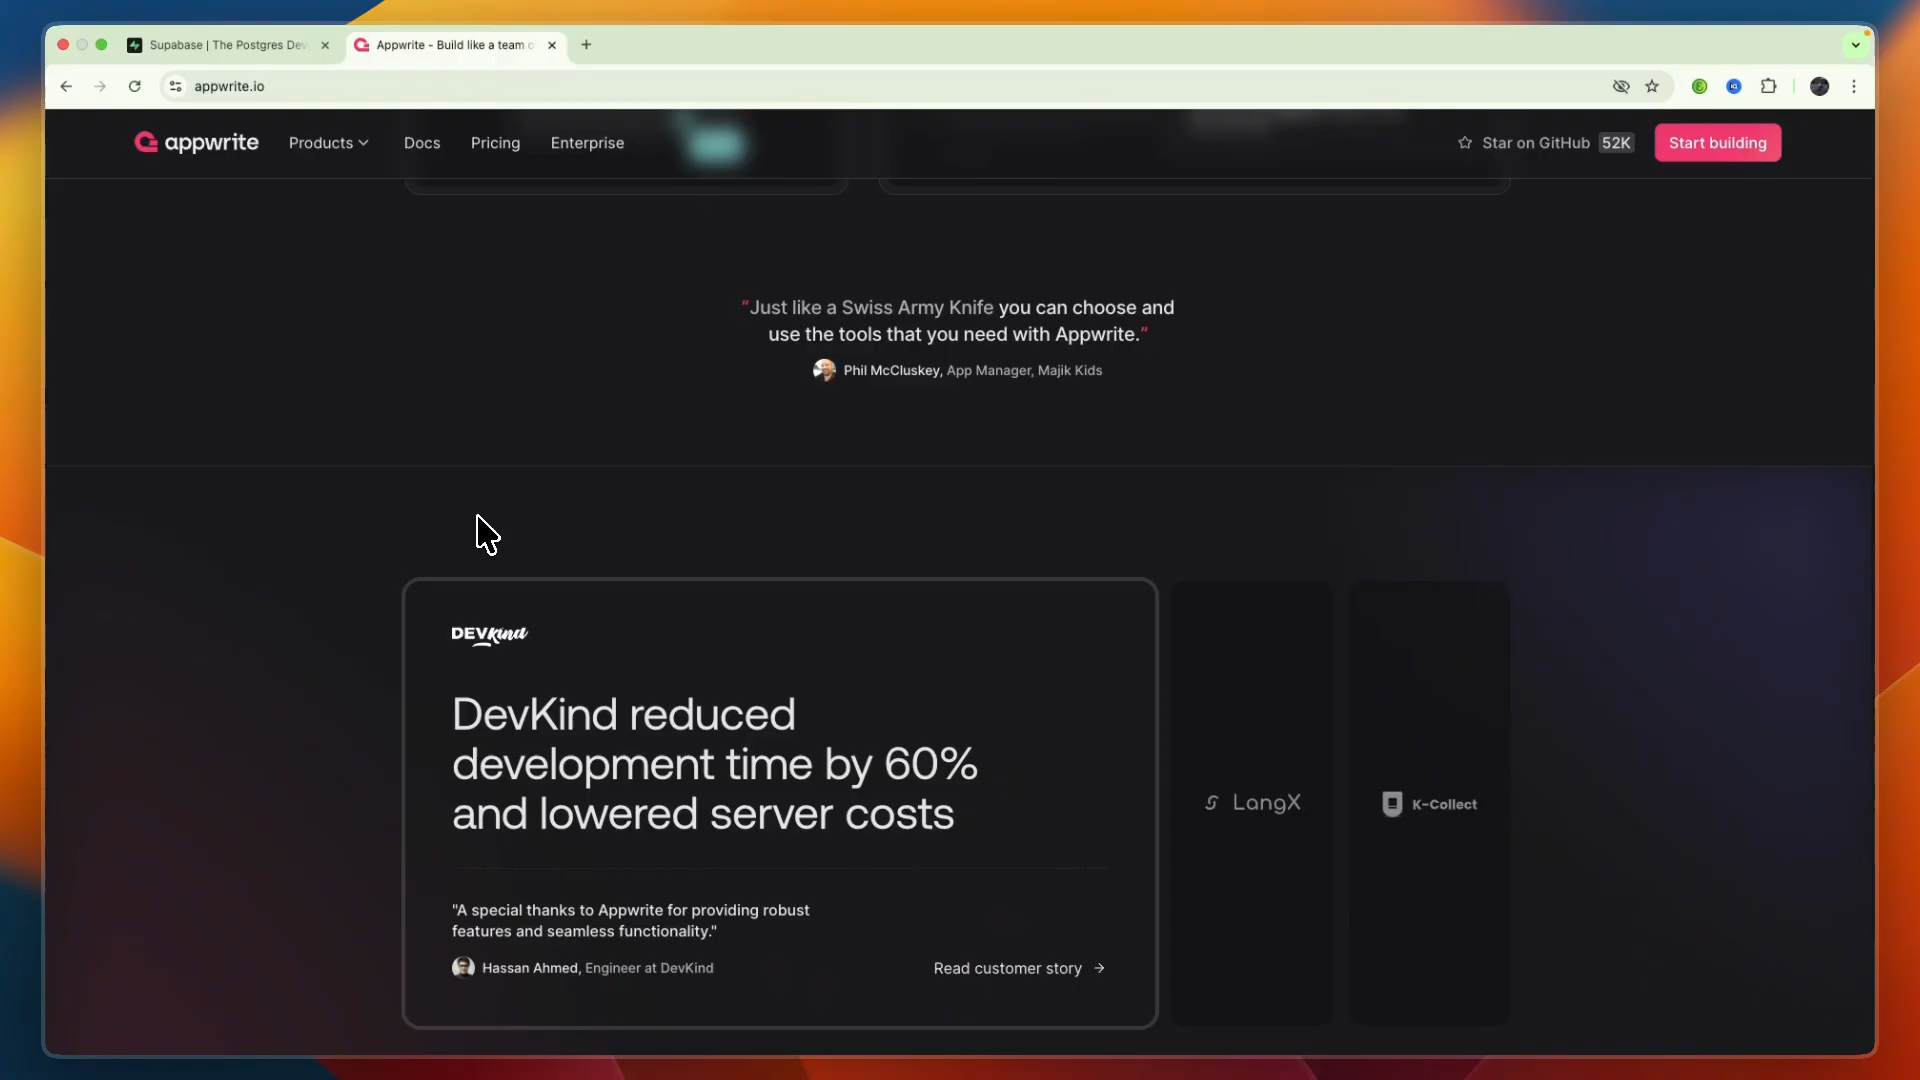 Supabase | The Postgres Dev
Appwrite - Build like a team o
appwrite.io
appwrite
Products
Docs
Pricing
Enterprise
Star on GitHub 52K
Start building
“Just like a Swiss Army Knife you can choose and
use the tools that you need with Appwrite.”
Phil McCluskey, App Manager, Majik Kids
DEVkind
DevKind reduced
development time by 60%
and lowered server costs
"A special thanks to Appwrite for providing robust
features and seamless functionality."
Hassan Ahmed, Engineer at DevKind
Read customer story
LangX
K-Collect